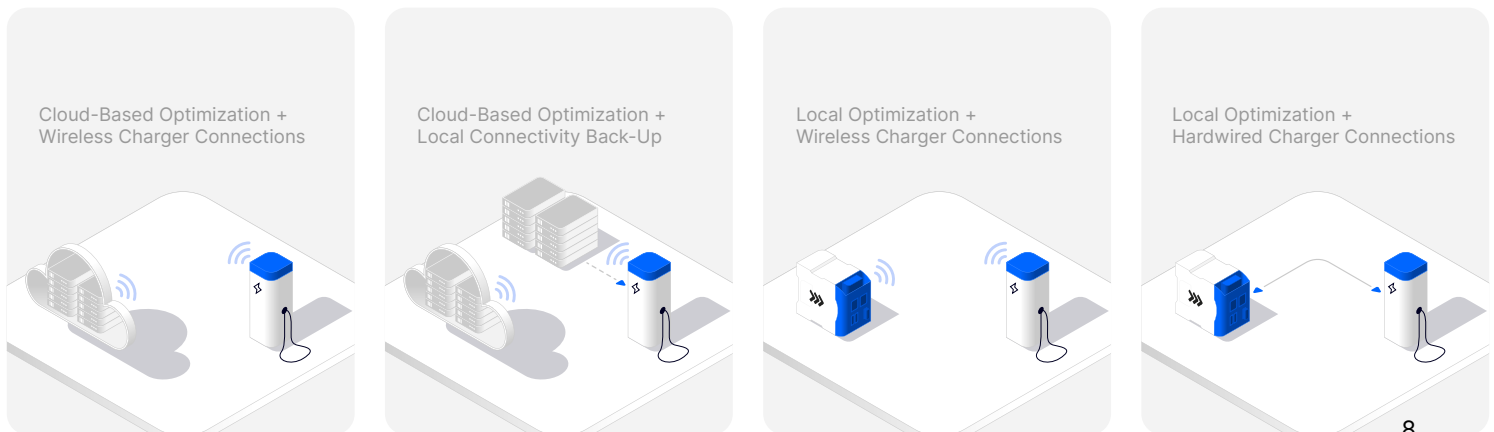 Cloud-Based Optimization +
Wireless Charger Connections
Cloud-Based Optimization +
Local Connectivity Back-Up
Local Optimization +
Wireless Charger Connections
Local Optimization +
Hardwired Charger Connections
8